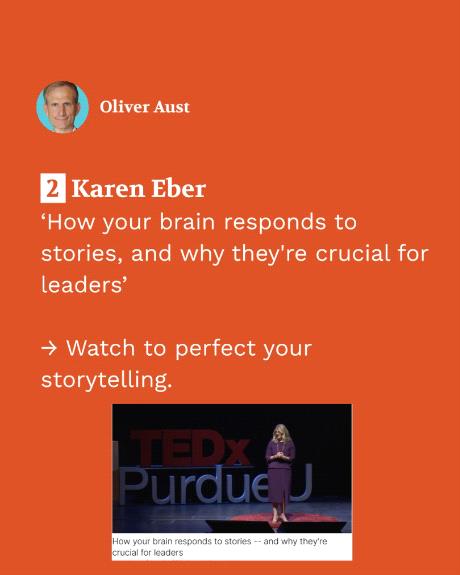 Oliver Aust
2 Karen Eber
‘How your brain responds to
stories, and why they're crucial for
leaders’
→ Watch to perfect your
storytelling.
TEDx
PurdueU
How your brain responds to stories -- and why they're
crucial for leaders